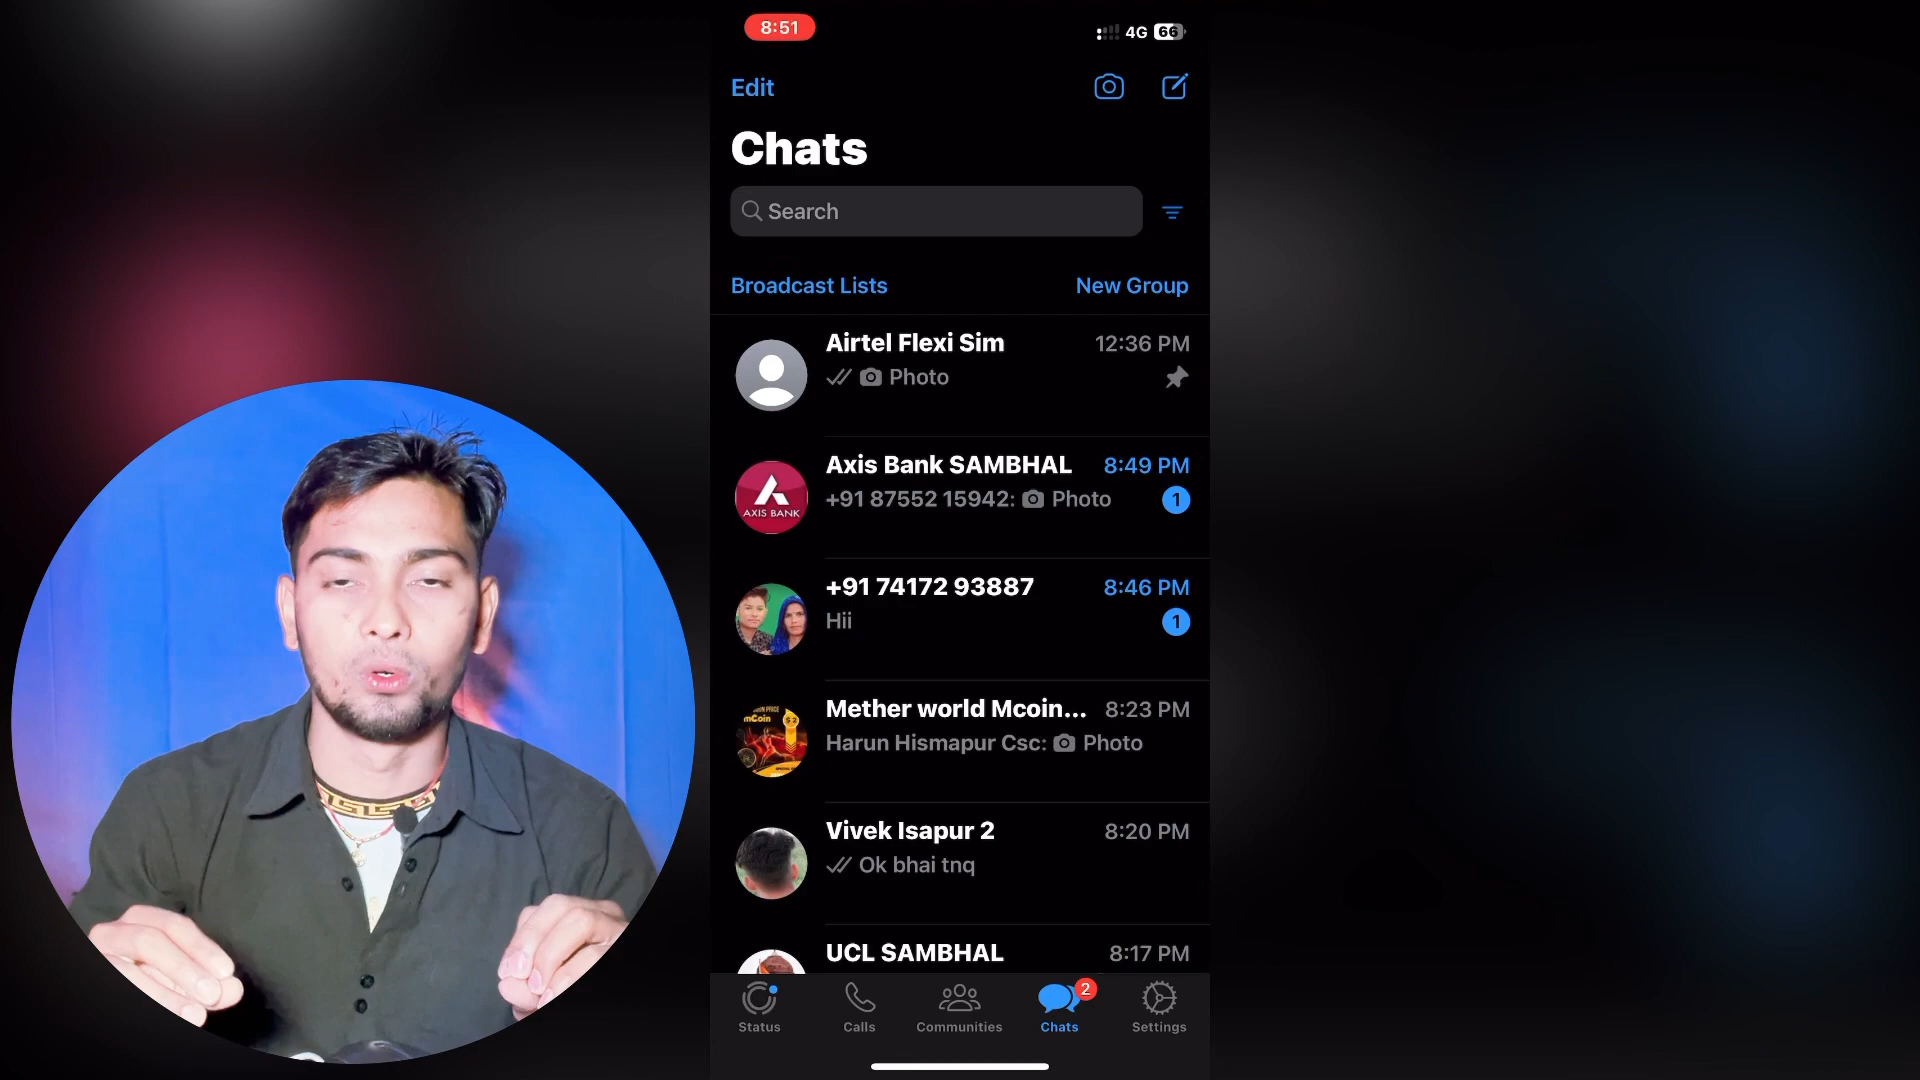 8:51
4G 66
Edit
Chats
Search
Broadcast Lists
New Group
Airtel Flexi Sim
12:36 PM
Photo
AXIS BANK
Axis Bank SAMBHAL
8:49 PM
+91 87552 15942: Photo
1
+91 74172 93887
8:46 PM
Hii
1
mCoin
Mether world Mcoin...
8:23 PM
Harun Hismapur Csc: Photo
Vivek Isapur 2
8:20 PM
Ok bhai tnq
UCL SAMBHAL
8:17 PM
2
Status
Calls
Communities
Chats
Settings